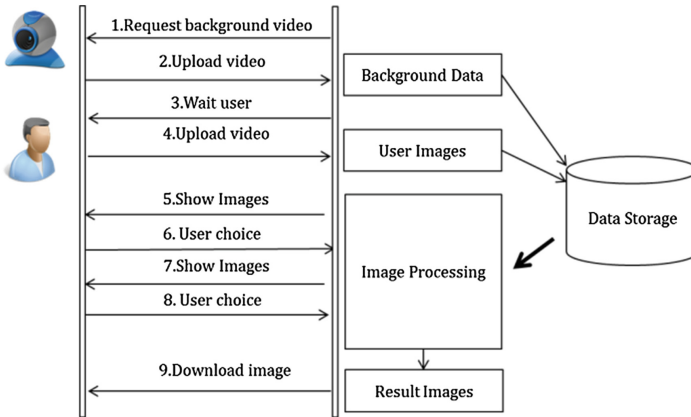 1.Request background video
2.Upload video
Background Data
3.Wait user
4.Upload video
User Images
5.Show Images
6. User choice
7.Show Images
8. User choice
Image Processing
Data Storage
9.Download image
Result Images